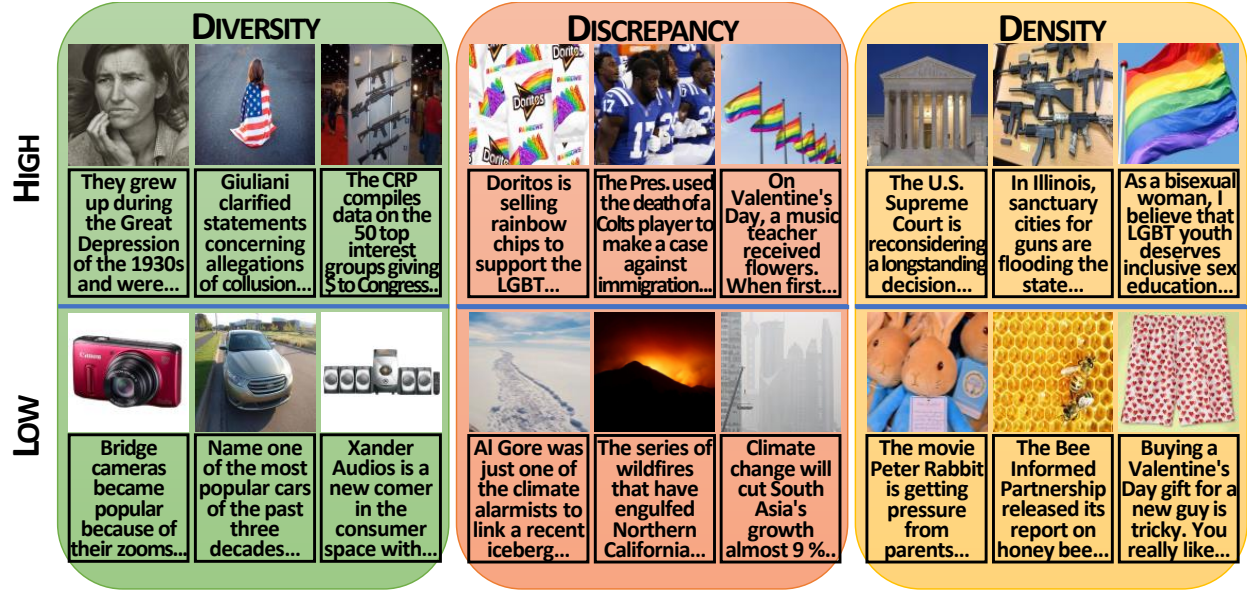 DIVERSITY
DISCREPANCY
DENSITY
HIGH
Doritos
Doritos
They grew
up during
the Great
Depression
of the 1930s
and were...
Giuliani
clarified
statements
concerning
allegations
of collusion...
The CRP
compiles
data on the
50 top
interest
groups giving
$ to Congress..
Doritos is
selling
rainbow
chips to
support the
LGBT...
The Pres. used
the death of a
Colts player to
make a case
against
immigration...
On
Valentine's
Day, a music
teacher
received
flowers.
When first...
The U.S.
Supreme
Court is
reconsidering
a longstanding
decision...
In Illinois,
sanctuary
cities for
guns are
flooding the
state...
As a bisexual
woman, I
believe that
LGBT youth
deserves
inclusive sex
education...
LOW
Canon
Bridge
cameras
became
popular
because of
their zooms...
Name one
of the most
popular cars
of the past
three
decades...
Xander
Audios is a
new comer
in the
consumer
space with...
Al Gore was
just one of
the climate
alarmists to
link a recent
iceberg...
The series of
wildfires
that have
engulfed
Northern
California...
Climate
change will
cut South
Asia's
growth
almost 9 %..
The movie
Peter Rabbit
is getting
pressure
from
parents...
The Bee
Informed
Partnership
released its
report on
honey bee...
Buying a
Valentine's
Day gift for a
new guy is
tricky. You
really like...